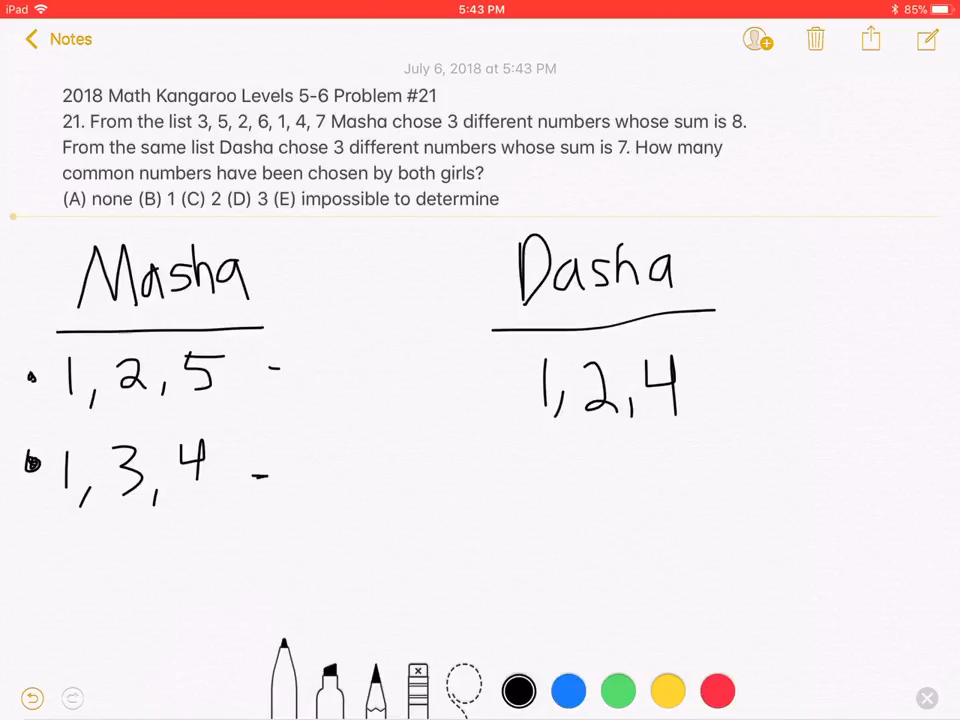 iPad 5:43 PM 85%
Notes
July 6, 2018 at 5:43 PM
2018 Math Kangaroo Levels 5-6 Problem #21
21. From the list 3, 5, 2, 6, 1, 4, 7 Masha chose 3 different numbers whose sum is 8.
From the same list Dasha chose 3 different numbers whose sum is 7. How many
common numbers have been chosen by both girls?
(A) none (B) 1 (C) 2 (D) 3 (E) impossible to determine
Masha Dasha
• 1, 2, 5 - 1, 2, 4
• 1, 3, 4 -